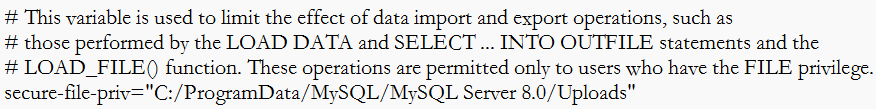 # This variable is used to limit the effect of data import and export operations, such as
# those performed by the LOAD DATA and SELECT ... INTO OUTFILE statements and the
# LOAD_FILE() function. These operations are permitted only to users who have the FILE privilege.
secure-file-priv="C:/ProgramData/MySQL/MySQL Server 8.0/Uploads"